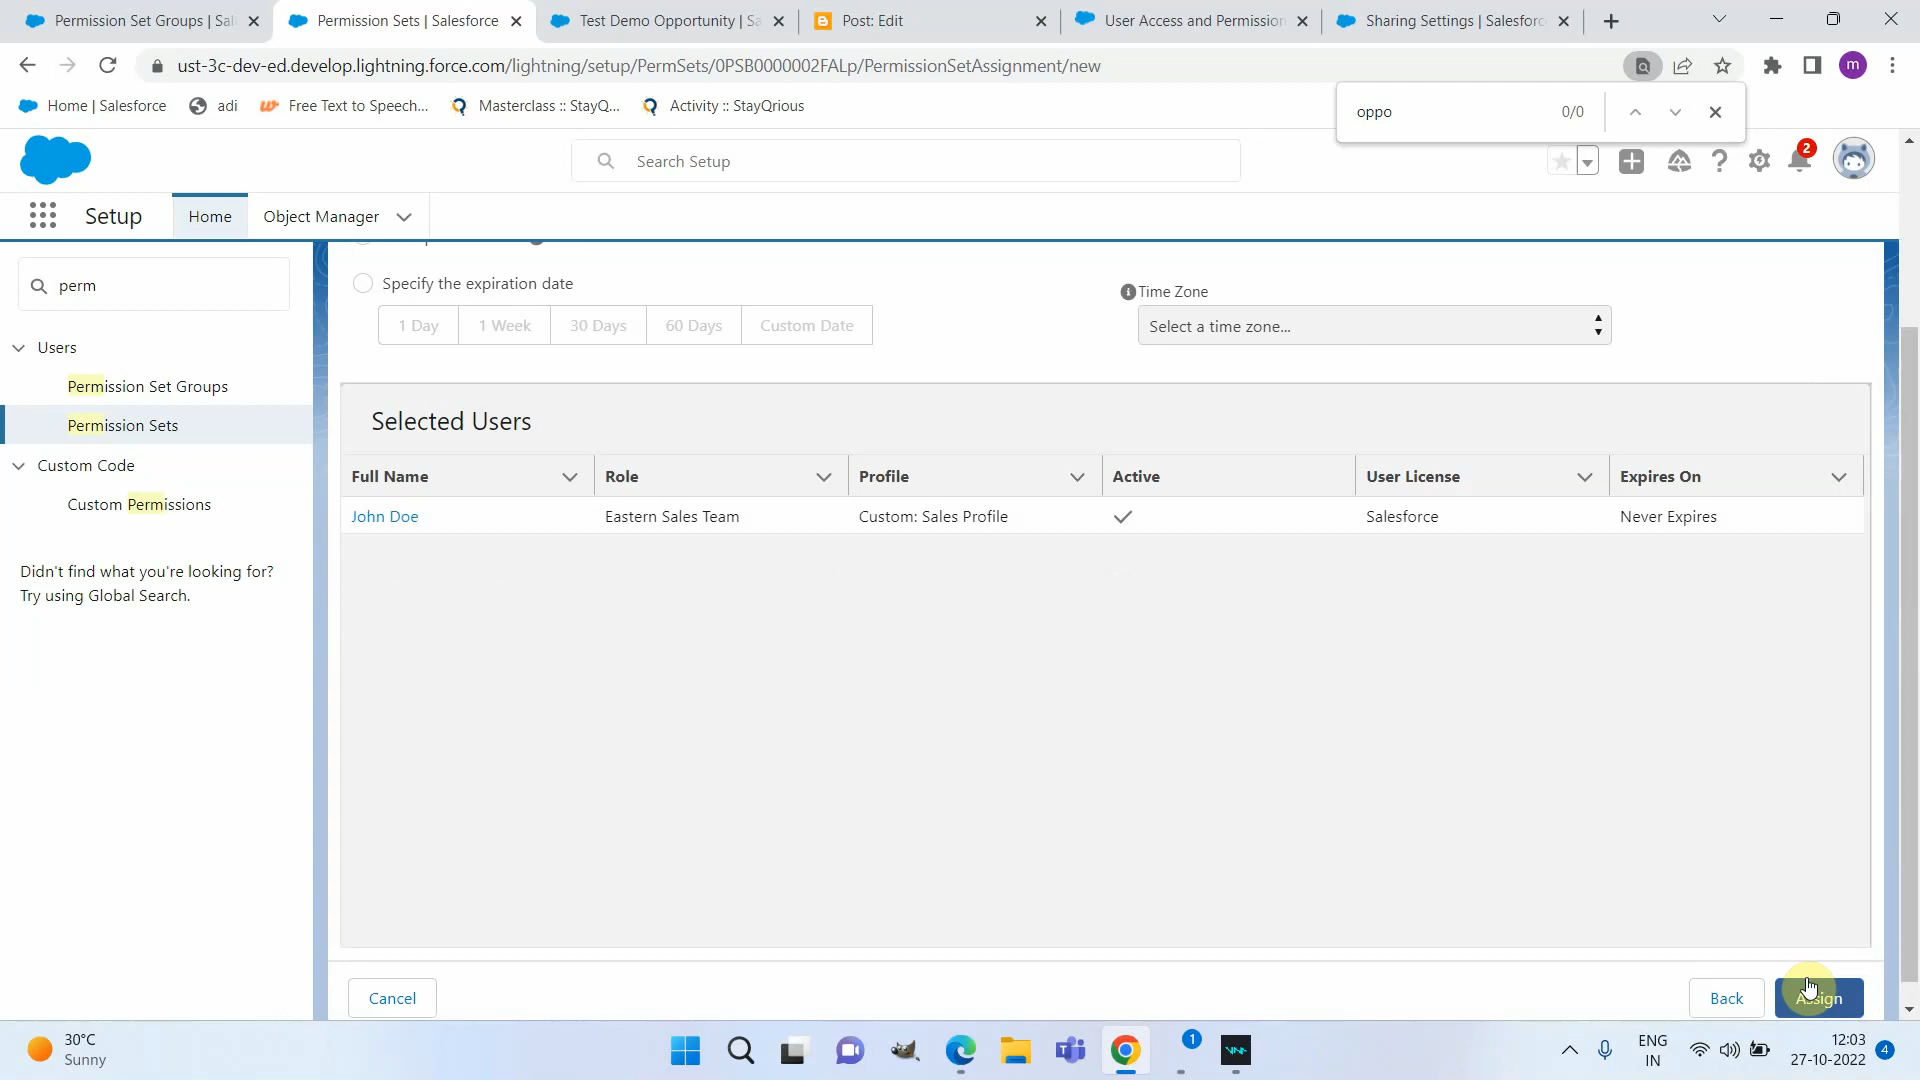 Permission Set Groups | Sal
Permission Sets | Salesforce
Test Demo Opportunity | Sa
Post: Edit
User Access and Permission
Sharing Settings | Salesforc
ust-3c-dev-ed.develop.lightning.force.com/lightning/setup/PermSets/0PSB0000002FALp/PermissionSetAssignment/new
m
Home | Salesforce
adi
Free Text to Speech...
Masterclass :: StayQ...
Activity :: StayQrious
oppo
0/0
Search Setup
2
Setup
Home
Object Manager
perm
Users
Permission Set Groups
Permission Sets
Custom Code
Custom Permissions
Didn't find what you're looking for?
Try using Global Search.
Specify the expiration date
1 Day
1 Week
30 Days
60 Days
Custom Date
Time Zone
Select a time zone...
Selected Users
Full Name
Role
Profile
Active
User License
Expires On
John Doe
Eastern Sales Team
Custom: Sales Profile
Salesforce
Never Expires
Cancel
Back
Assign
30°C
Sunny
1
ENG
IN
12:03
27-10-2022
4